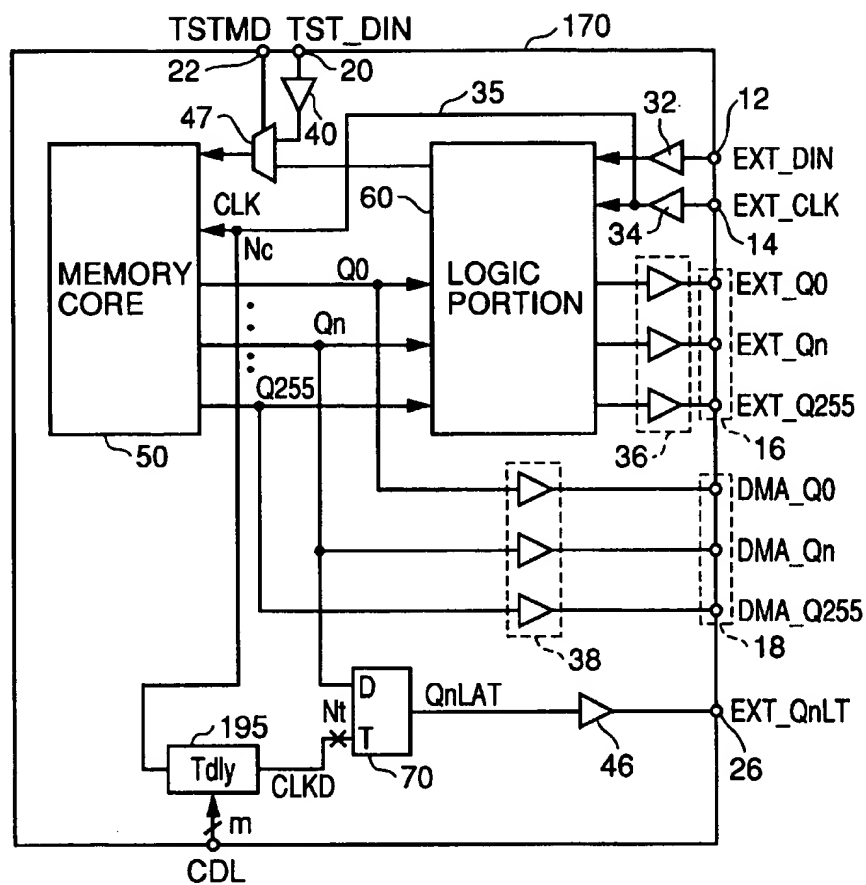 TSTMD TST_DIN
170
22
20
47
40
35
32
12
EXT_DIN
60
EXT_CLK
34
14
CLK
Nc
MEMORY
CORE
LOGIC
PORTION
Q0
EXT_Q0
Qn
EXT_Qn
Q255
EXT_Q255
50
36
16
DMA_Q0
DMA_Qn
DMA_Q255
38
18
D
QnLAT
EXT_QnLT
Nt
T
195
Tdly
CLKD
70
46
26
m
CDL